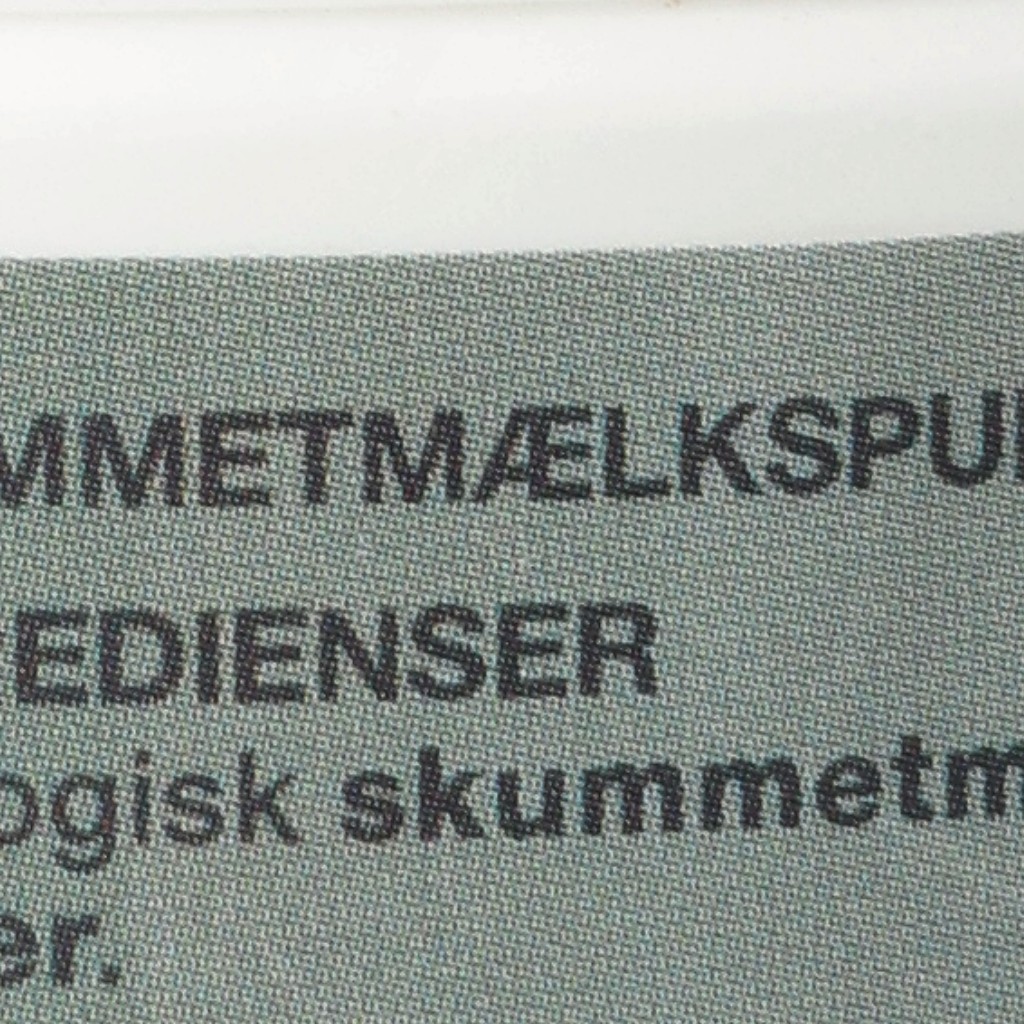 MMETMÆLKSPU
EDIENSER
ogisk skummetm
er.